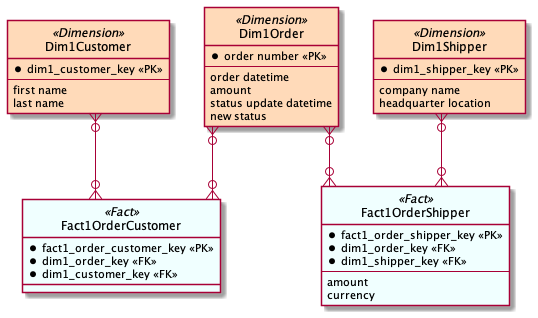 «Dimension»
Dim1Customer
dim1_customer_key «PK»
first name
last name
«Dimension»
Dim1Order
order number «PK»
order datetime
amount
status update datetime
new status
«Dimension»
Dim1Shipper
dim1_shipper_key «PK»
company name
headquarter location
«Fact»
Fact1OrderCustomer
fact1_order_customer_key «PK»
dim1_order_key «FK»
dim1_customer_key «FK»
«Fact»
Fact1OrderShipper
fact1_order_shipper_key «PK»
dim1_order_key «FK»
dim1_shipper_key «FK»
amount
currency